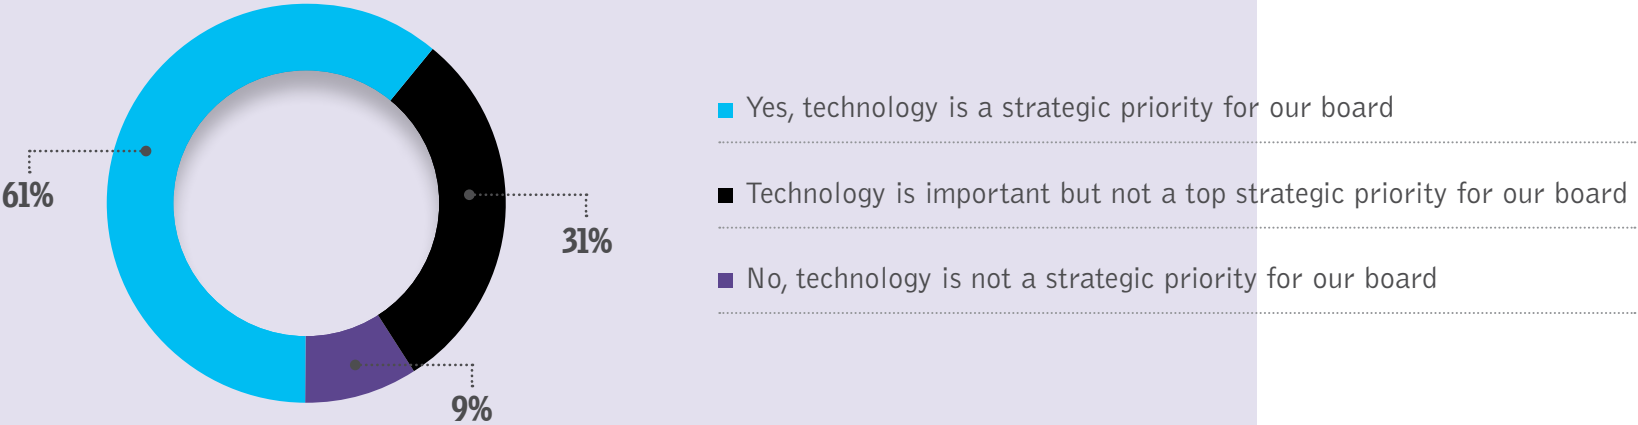 61%
31%
9%
Yes, technology is a strategic priority for our board
Technology is important but not a top strategic priority for our board
No, technology is not a strategic priority for our board